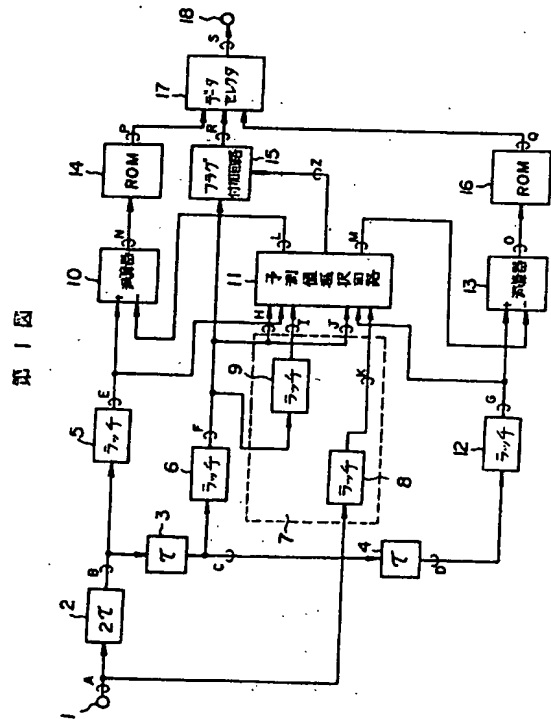 第1図
1
A
2
2τ
B
3
τ
C
4
τ
D
5
ラッチ
E
6
ラッチ
F
7
8
ラッチ
K
9
ラッチ
H
I
J
10
減算器
N
11
予測値選択回路
L
Z
M
12
ラッチ
G
13
減算器
O
14
ROM
P
15
フラグ
付加回路
R
16
ROM
Q
17
データ
セレクタ
S
18